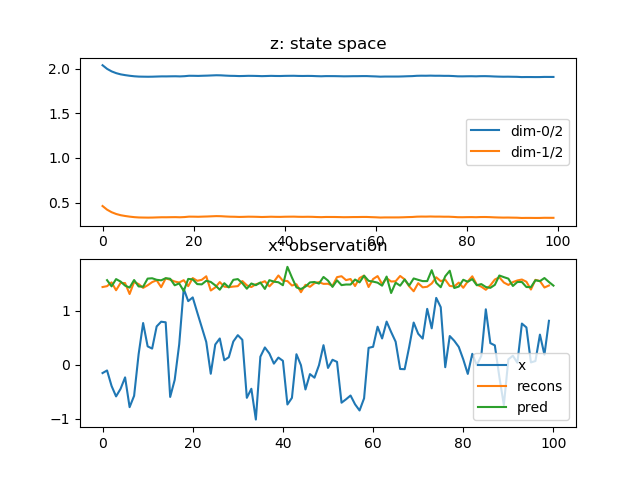 z: state space
2.0
1.5
1.0
0.5
dim-0/2
dim-1/2
0 20 40 60 80 100
x: observation
1
0
−1
x
recons
pred
0 20 40 60 80 100